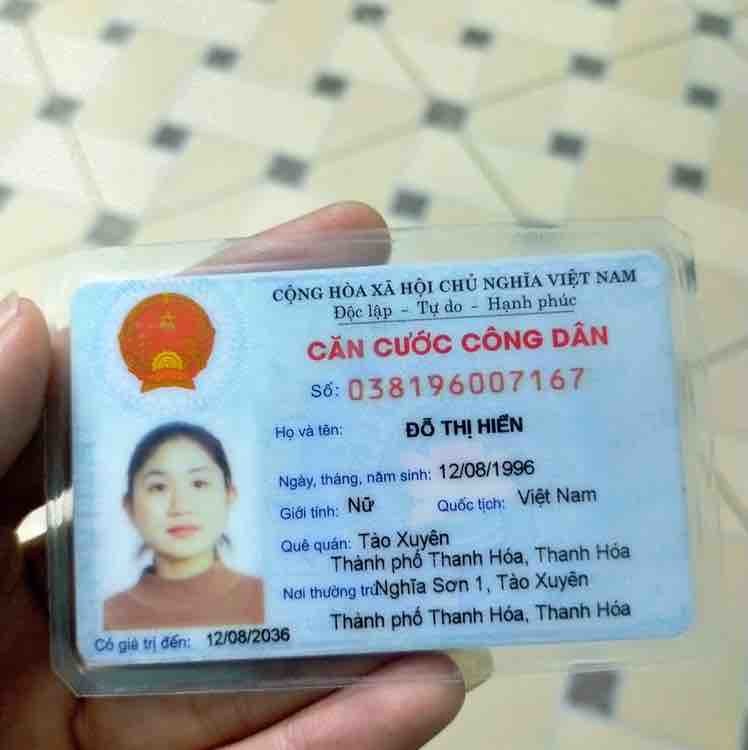 CỘNG HÒA XÃ HỘI CHỦ NGHĨA VIỆT NAM
Độc lập - Tự do - Hạnh phúc
CĂN CƯỚC CÔNG DÂN
Số: 038196007167
Họ và tên: ĐỖ THỊ HIỀN
Ngày, tháng, năm sinh: 12/08/1996
Giới tính: Nữ Quốc tịch: Việt Nam
Quê quán: Tào Xuyên
Thành phố Thanh Hóa, Thanh Hóa
Nơi thường trú: Nghĩa Sơn 1, Tào Xuyên
Thành phố Thanh Hóa, Thanh Hóa
Có giá trị đến: 12/08/2036